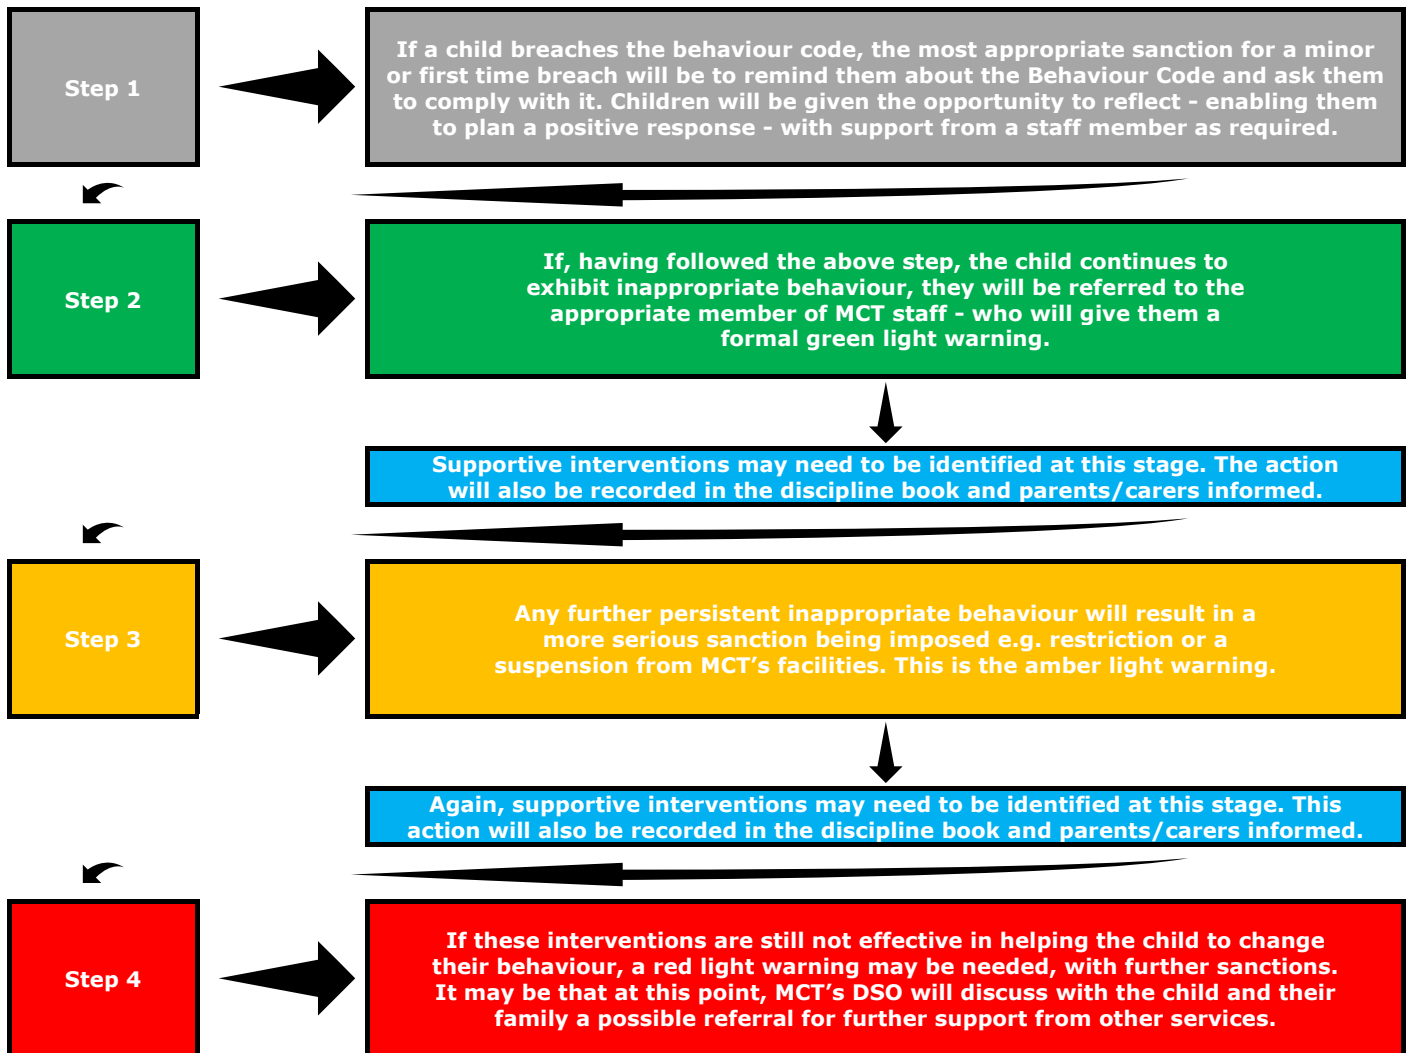 Step 1
If a child breaches the behaviour code, the most appropriate sanction for a minor
or first time breach will be to remind them about the Behaviour Code and ask them
to comply with it. Children will be given the opportunity to reflect - enabling them
to plan a positive response - with support from a staff member as required.
Step 2
If, having followed the above step, the child continues to
exhibit inappropriate behaviour, they will be referred to the
appropriate member of MCT staff - who will give them a
formal green light warning.
Supportive interventions may need to be identified at this stage. The action
will also be recorded in the discipline book and parents/carers informed.
Step 3
Any further persistent inappropriate behaviour will result in a
more serious sanction being imposed e.g. restriction or a
suspension from MCT’s facilities. This is the amber light warning.
Again, supportive interventions may need to be identified at this stage. This
action will also be recorded in the discipline book and parents/carers informed.
Step 4
If these interventions are still not effective in helping the child to change
their behaviour, a red light warning may be needed, with further sanctions.
It may be that at this point, MCT’s DSO will discuss with the child and their
family a possible referral for further support from other services.